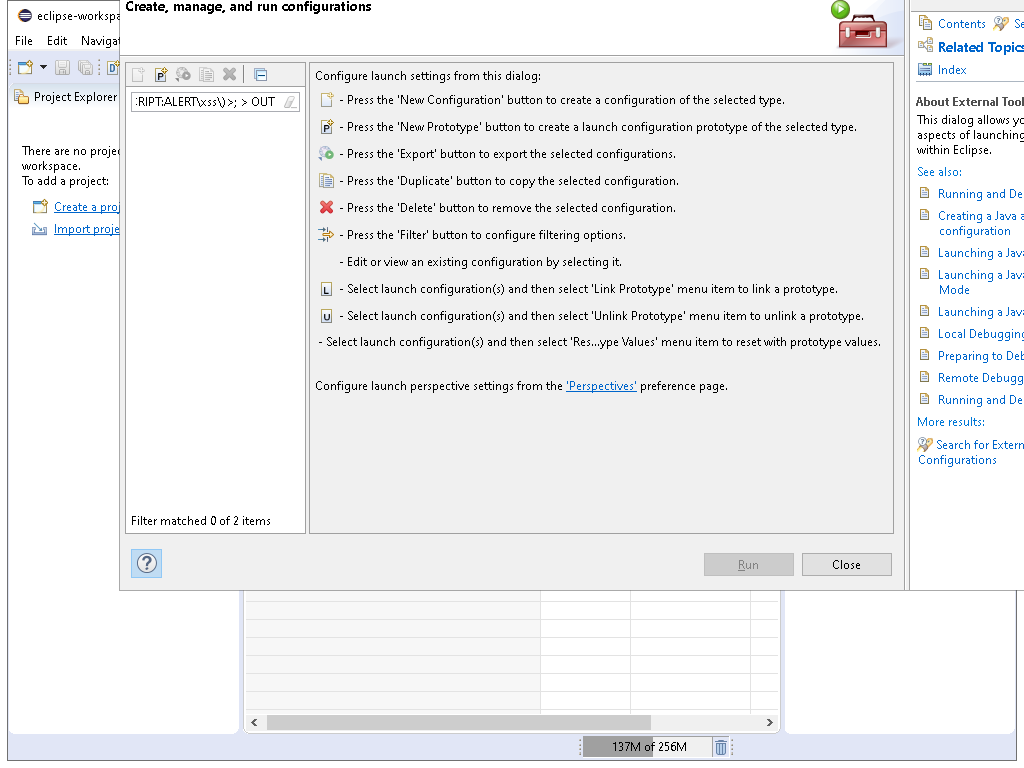 eclipse-workspa
Create, manage, and run configurations
File Edit Navigat
Project Explorer
:RIPT:ALERT\xss\)>; > OUT
There are no projec
workspace.
To add a project:
Create a proj
Import proje
Filter matched 0 of 2 items
Configure launch settings from this dialog:
- Press the 'New Configuration' button to create a configuration of the selected type.
- Press the 'New Prototype' button to create a launch configuration prototype of the selected type.
- Press the 'Export' button to export the selected configurations.
- Press the 'Duplicate' button to copy the selected configuration.
- Press the 'Delete' button to remove the selected configuration.
- Press the 'Filter' button to configure filtering options.
- Edit or view an existing configuration by selecting it.
- Select launch configuration(s) and then select 'Link Prototype' menu item to link a prototype.
- Select launch configuration(s) and then select 'Unlink Prototype' menu item to unlink a prototype.
- Select launch configuration(s) and then select 'Res...ype Values' menu item to reset with prototype values.
Configure launch perspective settings from the 'Perspectives' preference page.
Run
Close
Contents Se
Related Topics
Index
About External Tool
This dialog allows yo
aspects of launching
within Eclipse.
See also:
Running and De
Creating a Java a
configuration
Launching a Java
Launching a Java
Mode
Launching a Java
Local Debugging
Preparing to Deb
Remote Debugg
Running and De
More results:
Search for Extern
Configurations
137M of 256M